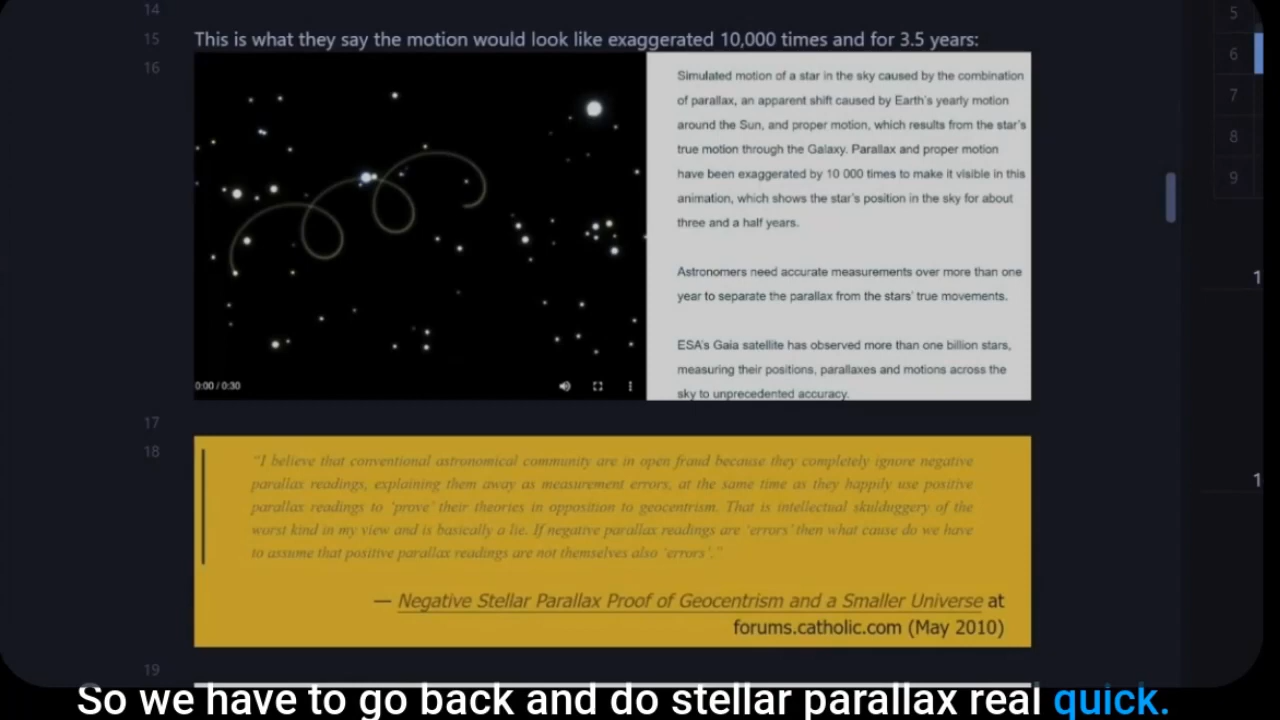 14
15 This is what they say the motion would look like exaggerated 10,000 times and for 3.5 years:
16
Simulated motion of a star in the sky caused by the combination
of parallax, an apparent shift caused by Earth's yearly motion
around the Sun, and proper motion, which results from the star's
true motion through the Galaxy. Parallax and proper motion
have been exaggerated by 10 000 times to make it visible in this
animation, which shows the star's position in the sky for about
three and a half years.
Astronomers need accurate measurements over more than one
year to separate the parallax from the stars' true movements.
ESA's Gaia satellite has observed more than one billion stars,
measuring their positions, parallaxes and motions across the
sky to unprecedented accuracy.
0:00 / 0:30
17
18
"I believe that conventional astronomical community are in open fraud because they completely ignore negative
parallax readings, explaining them away as measurement errors, at the same time as they happily use positive
parallax readings to 'prove' their theories in opposition to geocentrism. That is intellectual skulduggery of the
worst kind in my view and is basically a lie. If negative parallax readings are 'errors' then what cause do we have
to assume that positive parallax readings are not themselves also 'errors'."
— Negative Stellar Parallax Proof of Geocentrism and a Smaller Universe at
forums.catholic.com (May 2010)
19
5
6
7
8
9
1
1
So we have to go back and do stellar parallax real quick.